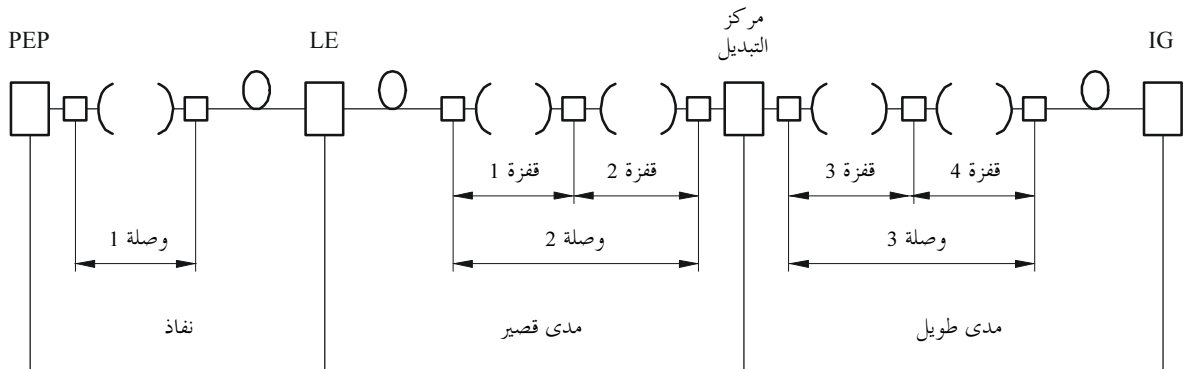 PEP
LE
مركز
التبديل
IG
قفزة 1
قفزة 2
قفزة 3
قفزة 4
وصلة 1
وصلة 2
وصلة 3
نفاذ
مدى قصير
مدى طويل